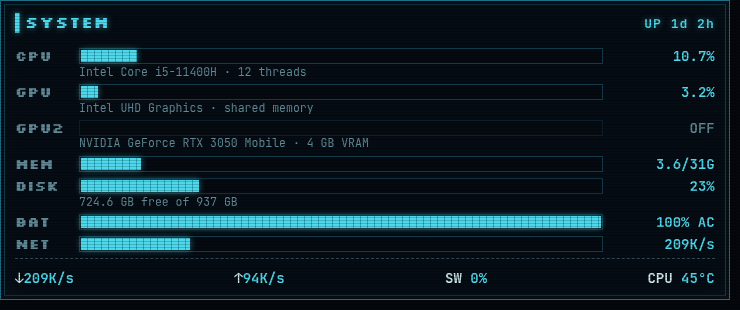 SYSTEM UP 1d 2h
CPU 10.7%
Intel Core i5-11400H · 12 threads
GPU 3.2%
Intel UHD Graphics · shared memory
GPU2 OFF
NVIDIA GeForce RTX 3050 Mobile · 4 GB VRAM
MEM 3.6/31G
DISK 23%
724.6 GB free of 937 GB
BAT 100% AC
NET 209K/s
↓209K/s ↑94K/s SW 0% CPU 45°C